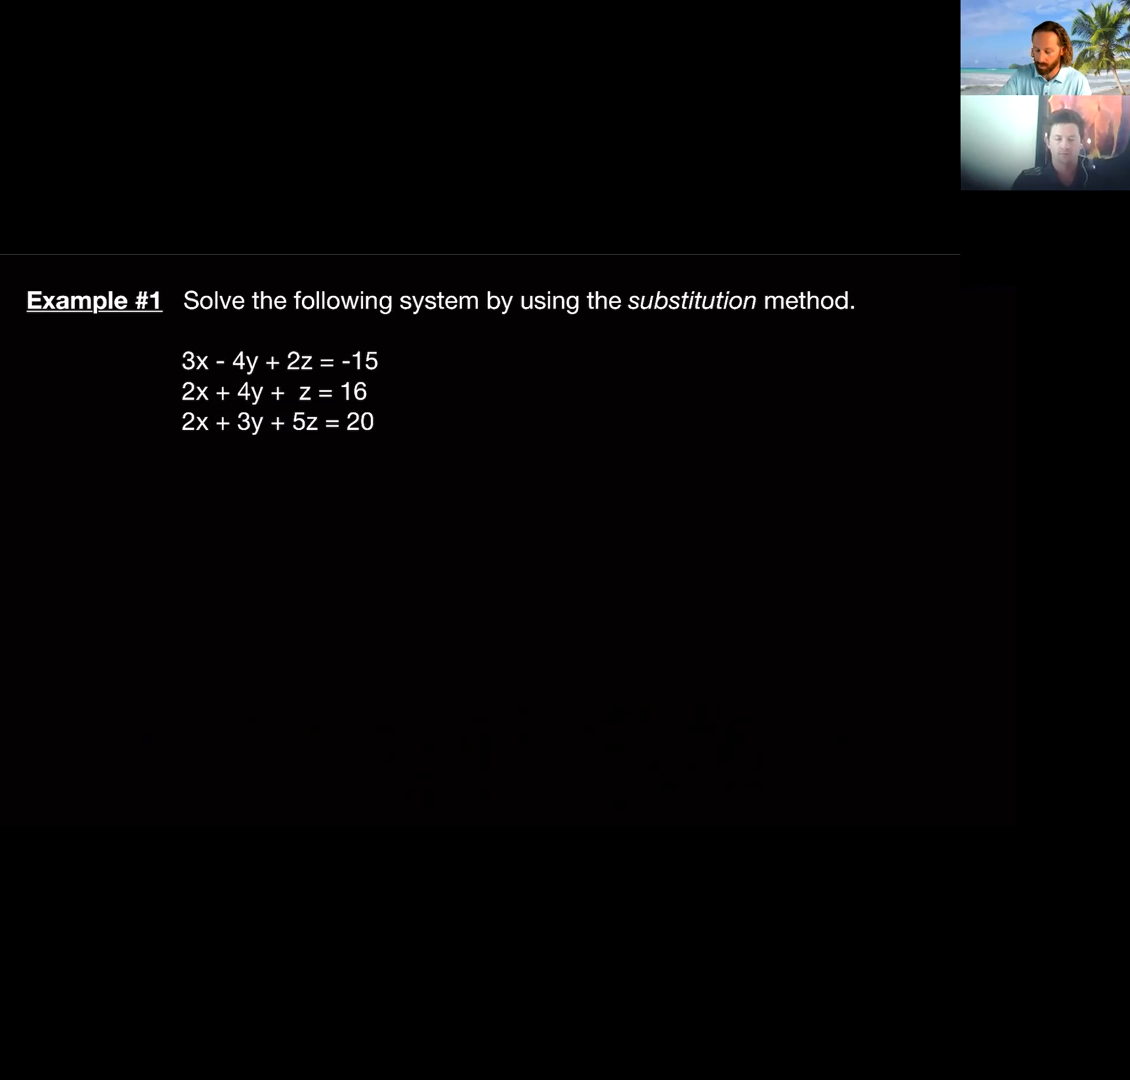 Example #1 Solve the following system by using the substitution method.
3x - 4y + 2z = -15
2x + 4y + z = 16
2x + 3y + 5z = 20